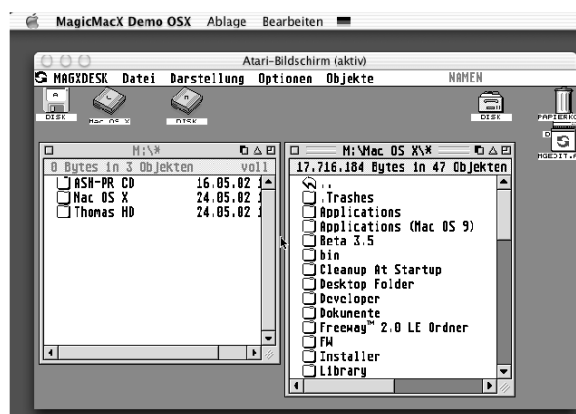 MagicMacX Demo OSX Ablage Bearbeiten
Atari-Bildschirm (aktiv)
MAGXDESK Datei Darstellung Optionen Objekte NAMEN
DISK
Mac OS X
DISK
DISK
PAPIERKO
MGEDIT.A
M:\*
0 Bytes in 3 Objekten voll
ASH-PR CD 16.05.02 1
Mac OS X 24.05.02 1
Thomas HD 24.05.02 1
M:\Mac OS X\*
17.716.184 Bytes in 47 Objekten
..
.Trashes
Applications
Applications (Mac OS 9)
Beta 3.5
bin
Cleanup At Startup
Desktop Folder
Developer
Dokumente
Freeway™ 2.0 LE Ordner
FW
Installer
Library